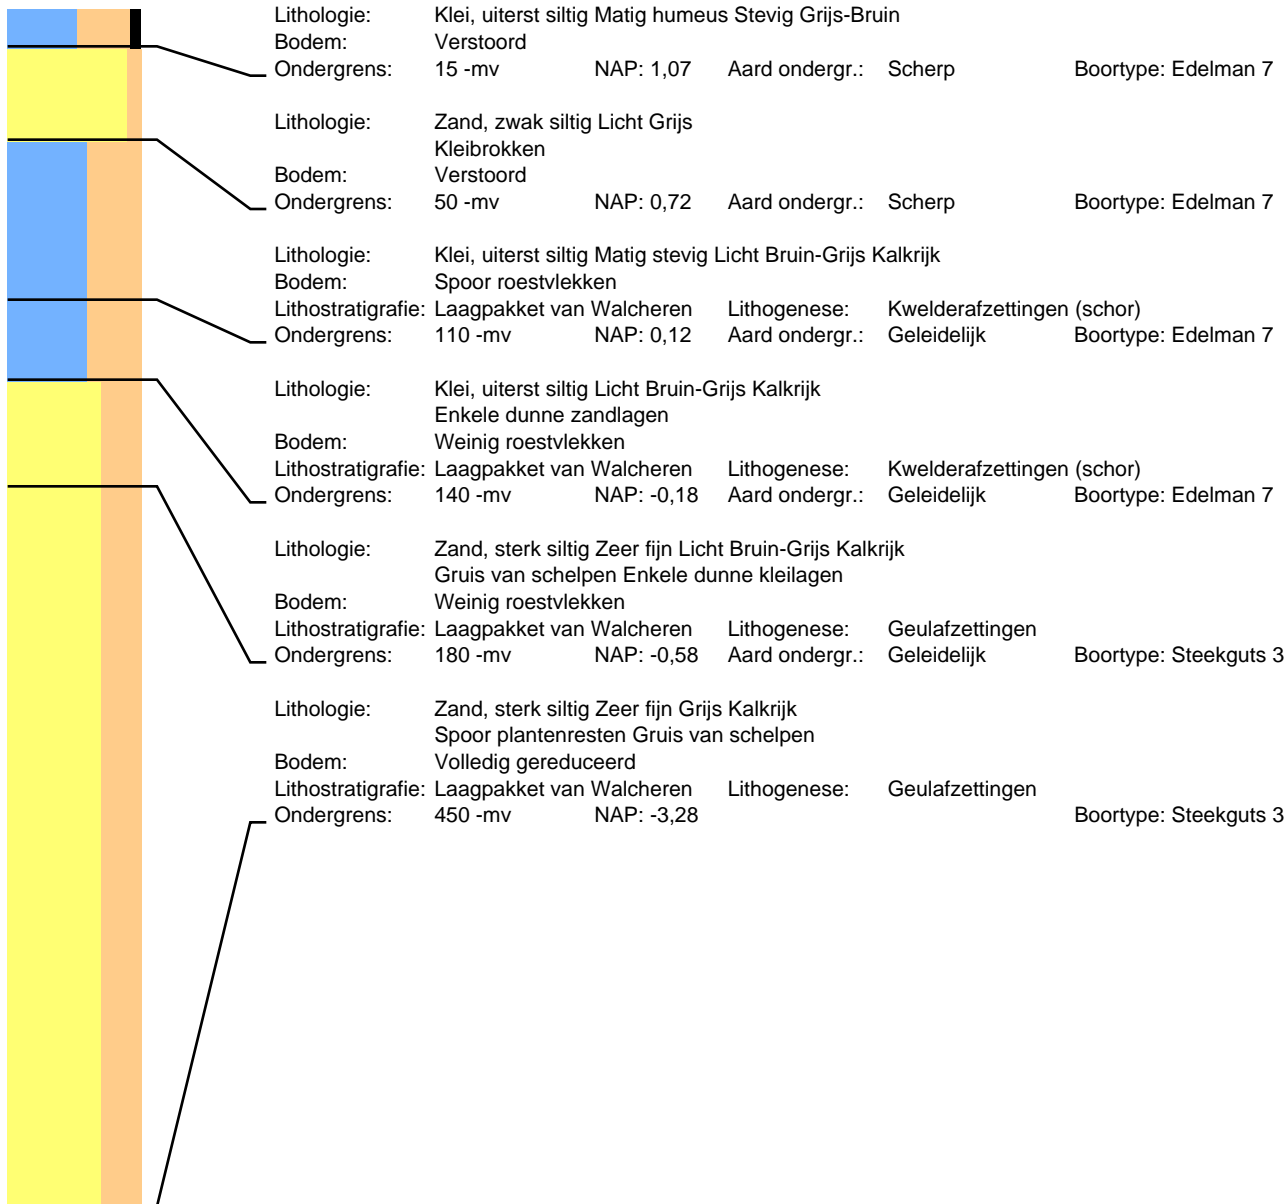 Lithologie: Klei, uiterst siltig Matig humeus Stevig Grijs-Bruin
Bodem: Verstoord
Ondergrens: 15 -mv NAP: 1,07 Aard ondergr.: Scherp Boortype: Edelman 7
Lithologie: Zand, zwak siltig Licht Grijs
Kleibrokken
Bodem: Verstoord
Ondergrens: 50 -mv NAP: 0,72 Aard ondergr.: Scherp Boortype: Edelman 7
Lithologie: Klei, uiterst siltig Matig stevig Licht Bruin-Grijs Kalkrijk
Bodem: Spoor roestvlekken
Lithostratigrafie: Laagpakket van Walcheren Lithogenese: Kwelderafzettingen (schor)
Ondergrens: 110 -mv NAP: 0,12 Aard ondergr.: Geleidelijk Boortype: Edelman 7
Lithologie: Klei, uiterst siltig Licht Bruin-Grijs Kalkrijk
Enkele dunne zandlagen
Bodem: Weinig roestvlekken
Lithostratigrafie: Laagpakket van Walcheren Lithogenese: Kwelderafzettingen (schor)
Ondergrens: 140 -mv NAP: -0,18 Aard ondergr.: Geleidelijk Boortype: Edelman 7
Lithologie: Zand, sterk siltig Zeer fijn Licht Bruin-Grijs Kalkrijk
Gruis van schelpen Enkele dunne kleilagen
Bodem: Weinig roestvlekken
Lithostratigrafie: Laagpakket van Walcheren Lithogenese: Geulafzettingen
Ondergrens: 180 -mv NAP: -0,58 Aard ondergr.: Geleidelijk Boortype: Steekguts 3
Lithologie: Zand, sterk siltig Zeer fijn Grijs Kalkrijk
Spoor plantenresten Gruis van schelpen
Bodem: Volledig gereduceerd
Lithostratigrafie: Laagpakket van Walcheren Lithogenese: Geulafzettingen
Ondergrens: 450 -mv NAP: -3,28 Boortype: Steekguts 3